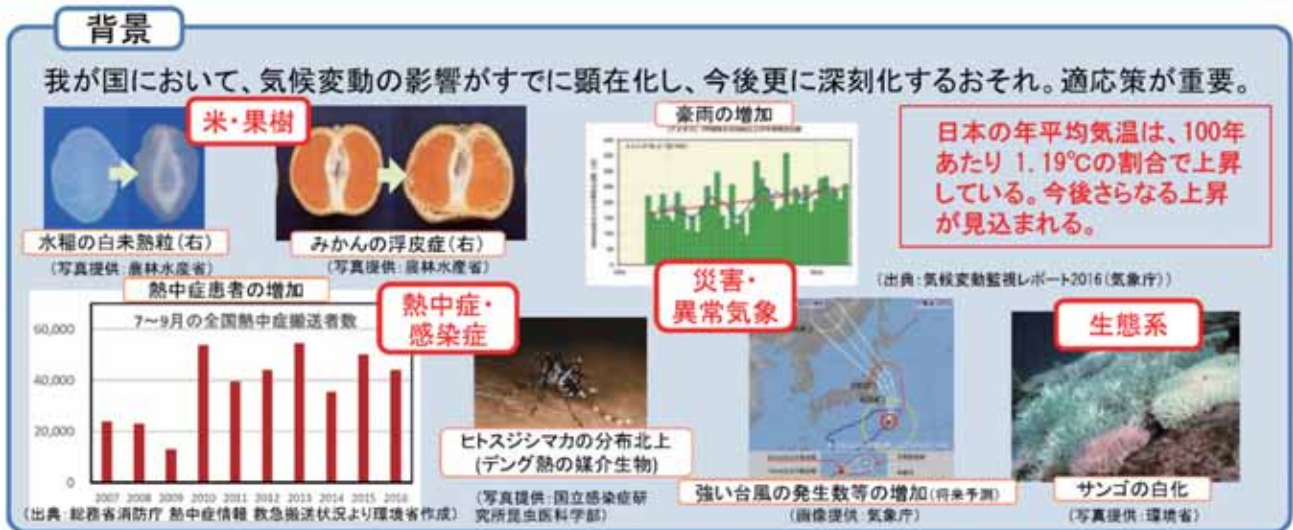 背景
我が国において、気候変動の影響がすでに顕在化し、今後更に深刻化するおそれ。適応策が重要。
米・果樹
水稲の白未熟粒(右)
(写真提供:農林水産省)
みかんの浮皮症(右)
(写真提供:農林水産省)
豪雨の増加
日本の年平均気温は、100年
あたり 1.19℃の割合で上昇
している。今後さらなる上昇
が見込まれる。
(出典:気候変動監視レポート2016(気象庁))
災害・
異常気象
熱中症患者の増加
熱中症・
感染症
7～9月の全国熱中症搬送者数
60,000
40,000
20,000
0
2007 2008 2009 2010 2011 2012 2013 2014 2015 2016
(出典:総務省消防庁 熱中症情報 救急搬送状況より環境省作成)
ヒトスジシマカの分布北上
(デング熱の媒介生物)
(写真提供:国立感染症研
究所昆虫医科学部)
強い台風の発生数等の増加(将来予測)
(画像提供:気象庁)
生態系
サンゴの白化
(写真提供:環境省)